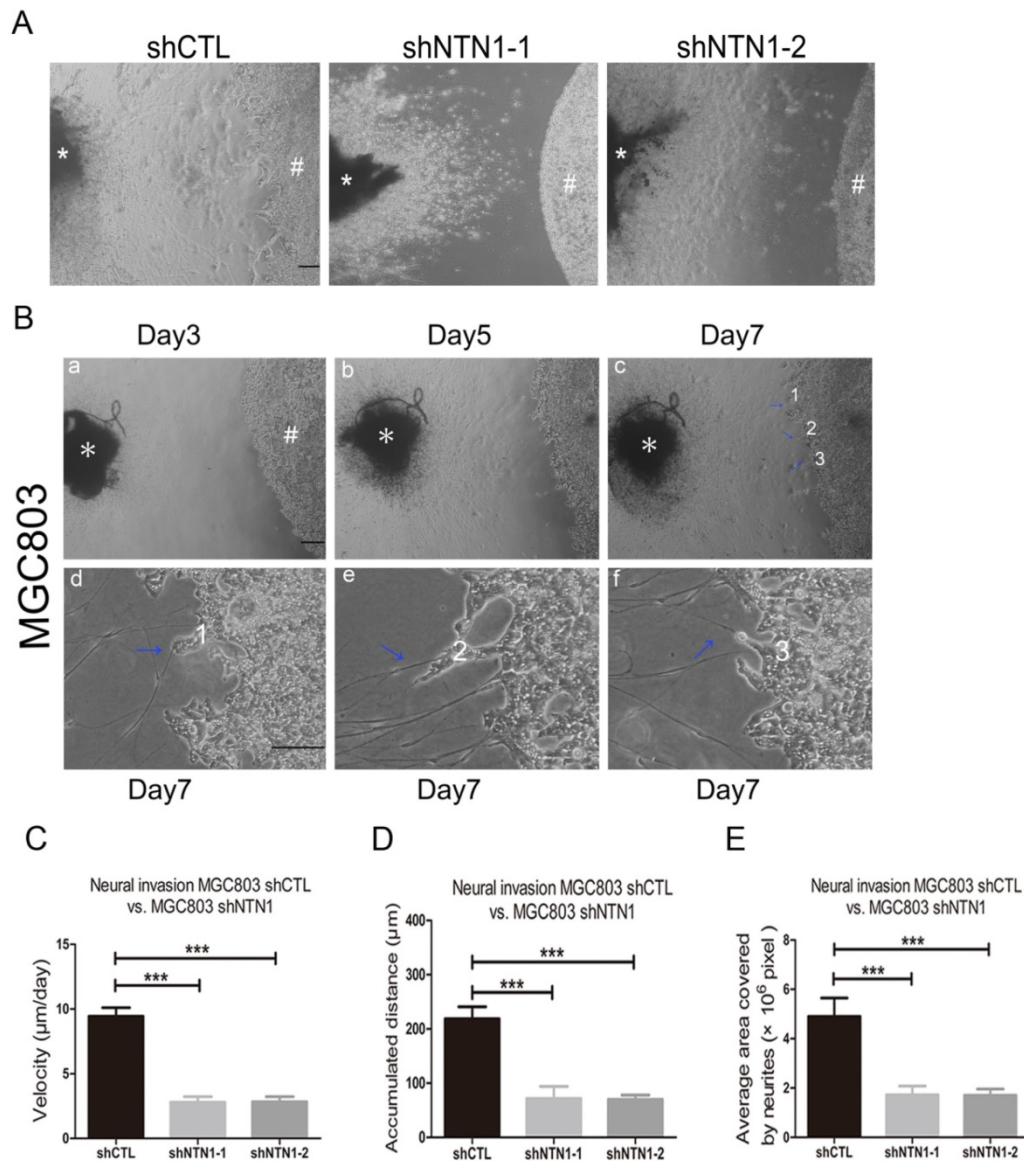 A
shCTL shNTN1-1 shNTN1-2
* # * # * #
B
Day3 Day5 Day7
MGC803
a b c
* # * * 1
2
3
d e f
1 2 3
Day7 Day7 Day7
C D E
Neural invasion MGC803 shCTL
vs. MGC803 shNTN1
Velocity (µm/day)
15
10
5
0
***
***
shCTL shNTN1-1 shNTN1-2
Neural invasion MGC803 shCTL
vs. MGC803 shNTN1
Accumulated distance (µm)
400
300
200
100
0
***
***
shCTL shNTN1-1 shNTN1-2
Neural invasion MGC803 shCTL
vs. MGC803 shNTN1
Average area covered
by neurites (× 10⁶ pixel )
8
6
4
2
0
***
***
shCTL shNTN1-1 shNTN1-2